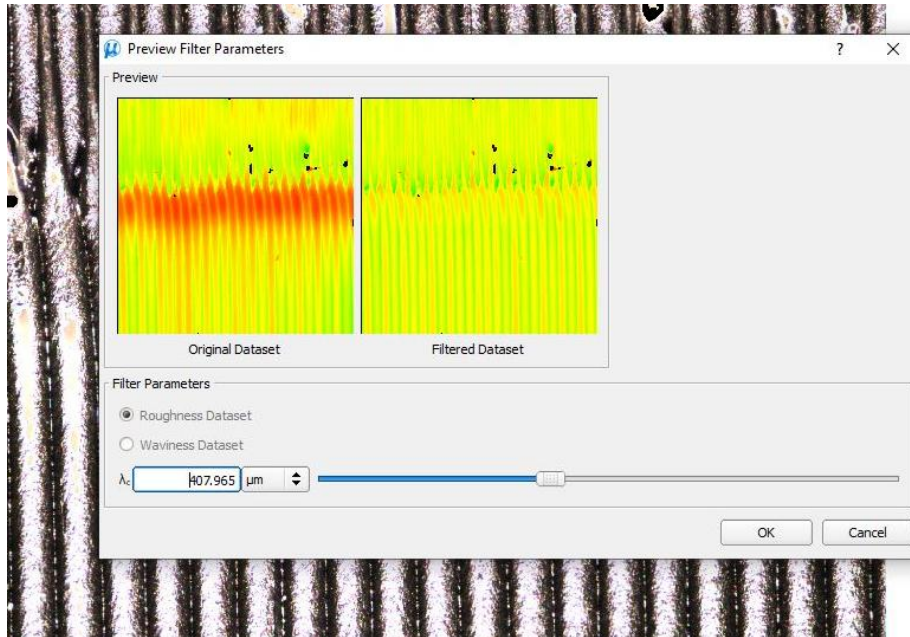 Preview Filter Parameters
?
Preview
Original Dataset
Filtered Dataset
Filter Parameters
Roughness Dataset
Waviness Dataset
λc 407.965 µm
OK
Cancel